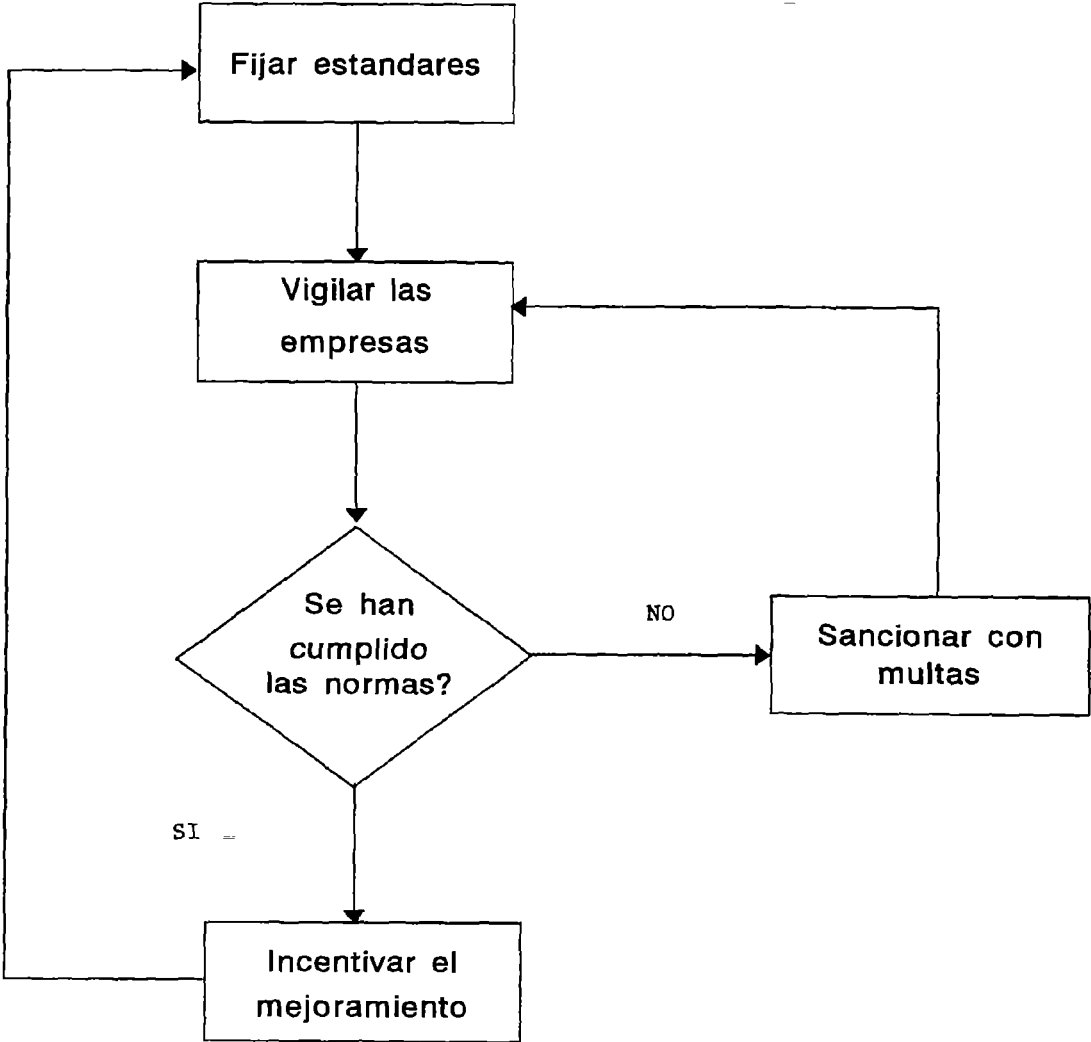 Fijar estandares
Vigilar las
empresas
Se han
cumplido
las normas?
NO
Sancionar con
multas
SI
Incentivar el
mejoramiento